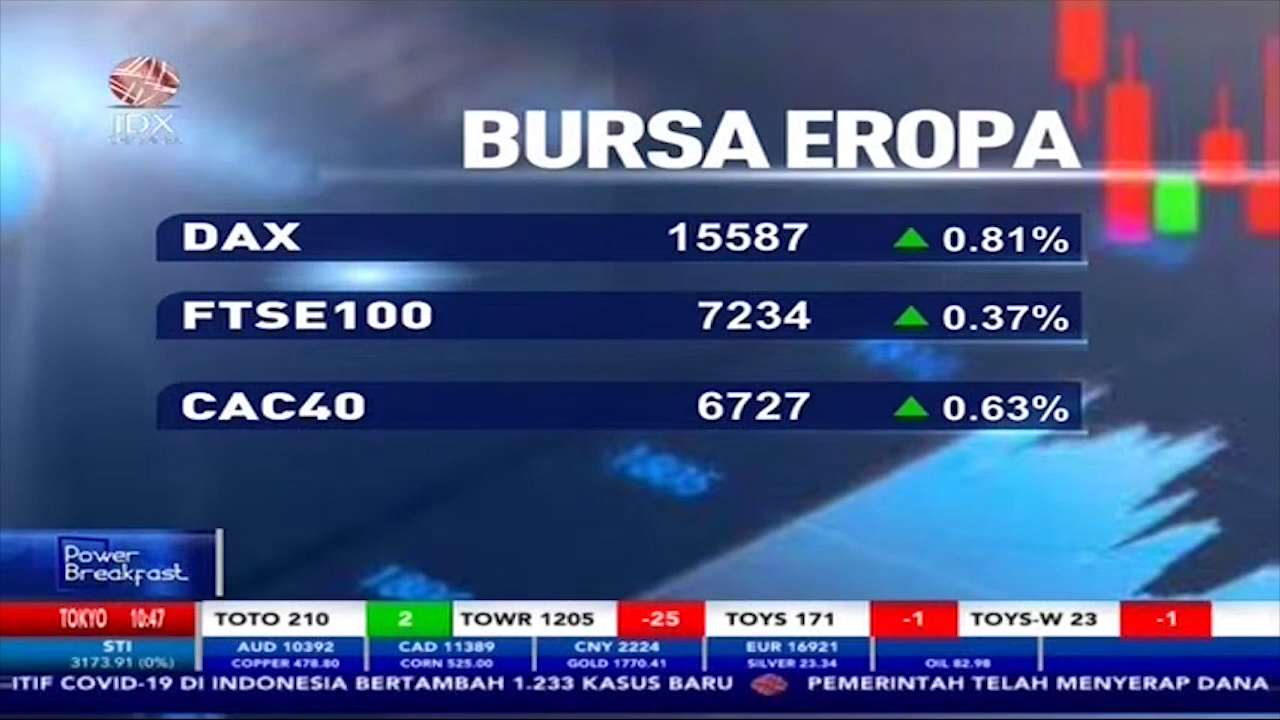 IDX
BURSA EROPA
DAX 15587 0.81%
FTSE100 7234 0.37%
CAC40 6727 0.63%
Power
Breakfast
TOKYO 10:47 TOTO 210 2 TOWR 1205 -25 TOYS 171 -1 TOYS-W 23 -1
STI AUD 10392 CAD 11389 CNY 2224 EUR 16921
3173.91 (0%) COPPER 478.80 CORN 525.00 GOLD 1770.41 SILVER 23.34 OIL 82.98
ITIF COVID-19 DI INDONESIA BERTAMBAH 1.233 KASUS BARU PEMERINTAH TELAH MENYERAP DANA